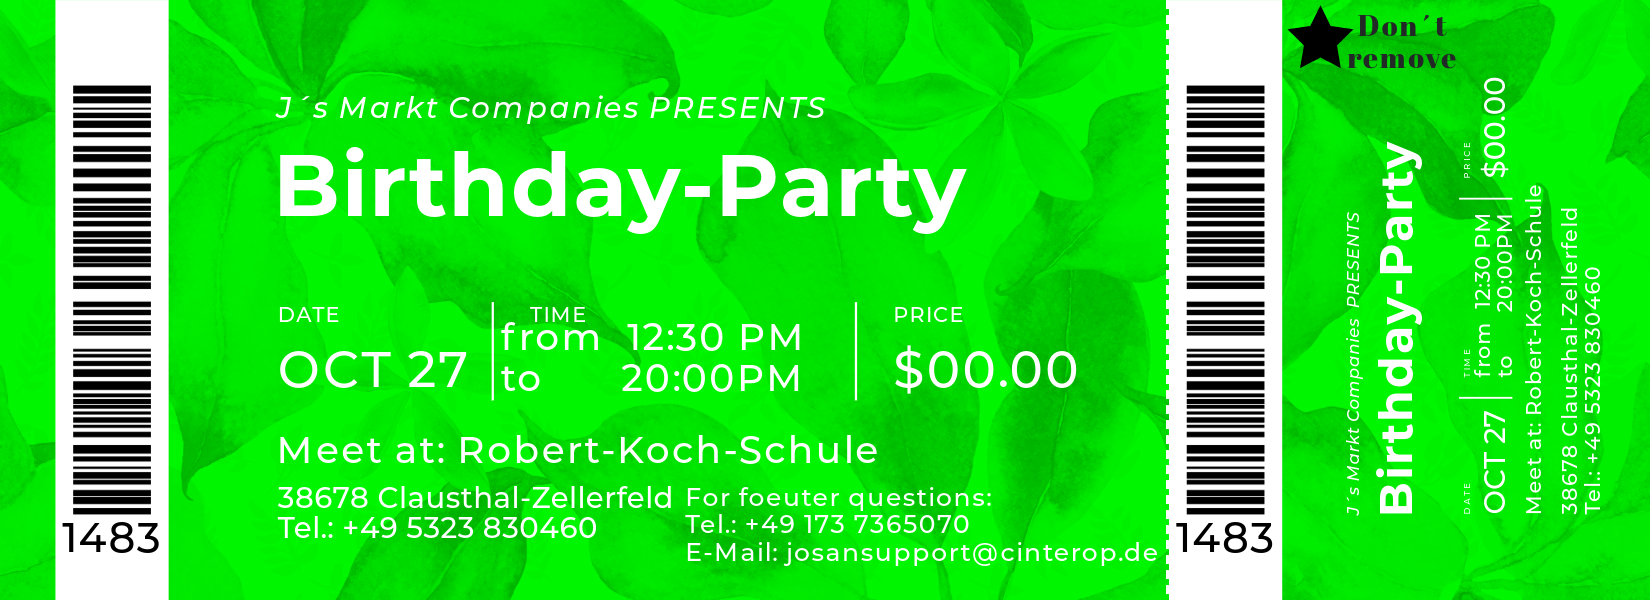 J´s Markt Companies PRESENTS
Birthday-Party
DATE
OCT 27
TIME
from 12:30 PM
to 20:00PM
PRICE
$00.00
Meet at: Robert-Koch-Schule
38678 Clausthal-Zellerfeld
Tel.: +49 5323 830460
For foeuter questions:
Tel.: +49 173 7365070
E-Mail: josansupport@cinterop.de
1483
1483
Don´t
remove
J´s Markt Companies PRESENTS
Birthday-Party
DATE
OCT 27
TIME
from 12:30 PM
to 20:00PM
PRICE
$00.00
Meet at: Robert-Koch-Schule
38678 Clausthal-Zellerfeld
Tel.: +49 5323 830460